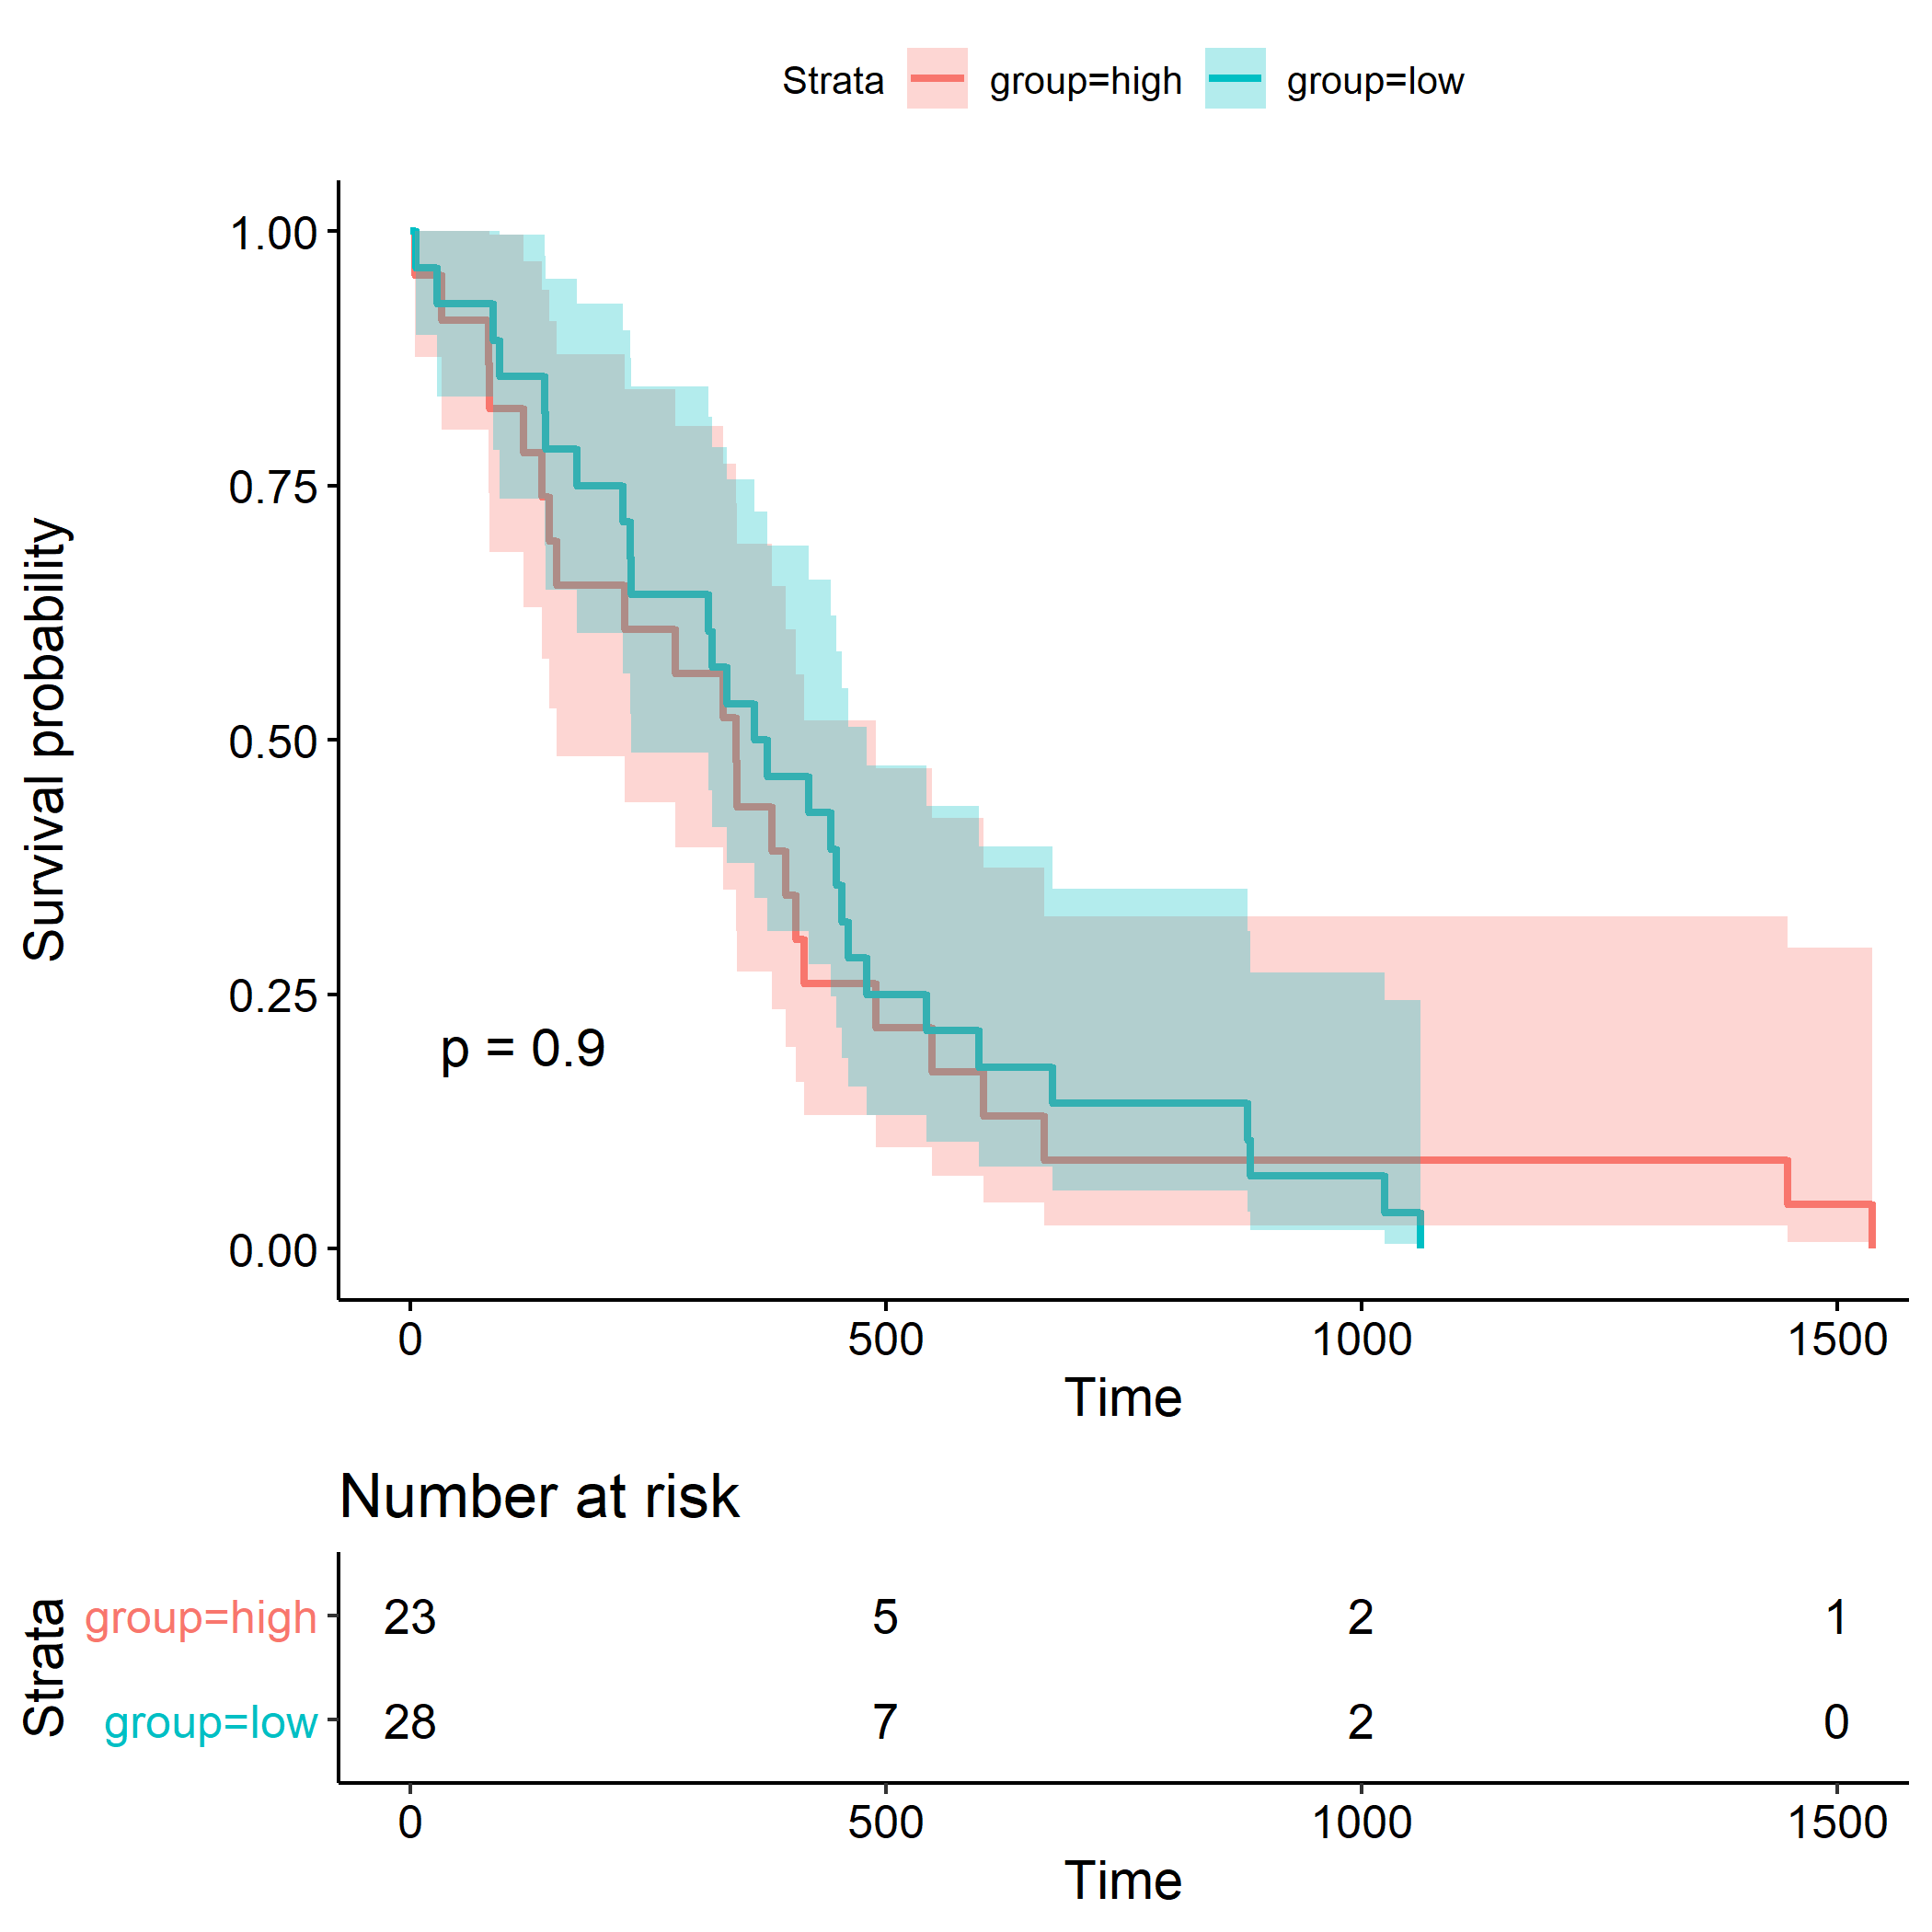 Strata group=high group=low
1.00
0.75
0.50
0.25
0.00
Survival probability
p = 0.9
0 500 1000 1500
Time
Number at risk
Strata
group=high 23 5 2 1
group=low 28 7 2 0
0 500 1000 1500
Time